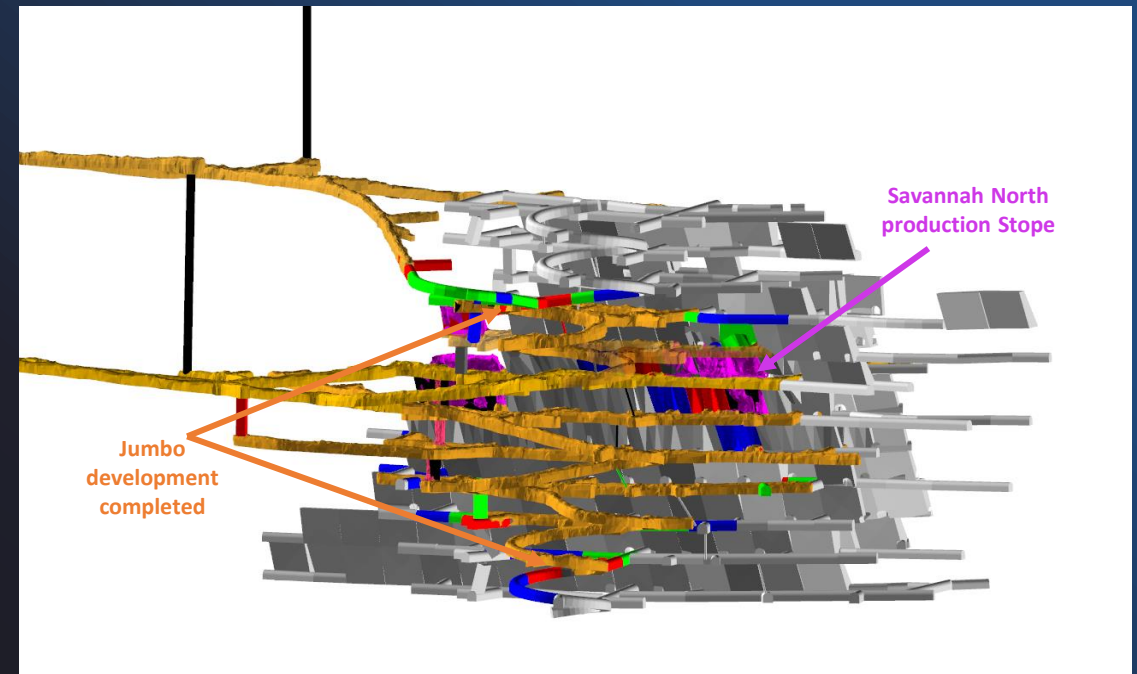 Savannah North
production Stope
Jumbo
development
completed